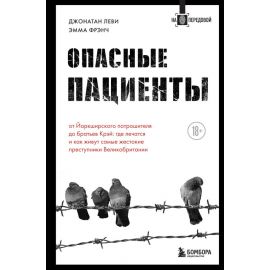 ДЖОНАТАН ЛЕВИ
ЭММА ФРЭНЧ
НА ПЕРЕДОВОЙ
ОПАСНЫЕ
ПАЦИЕНТЫ
от Йоркширского потрошителя
до братьев Крэй: где лечатся
и как живут самые жестокие
преступники Великобритании
18+
БОМБОРА